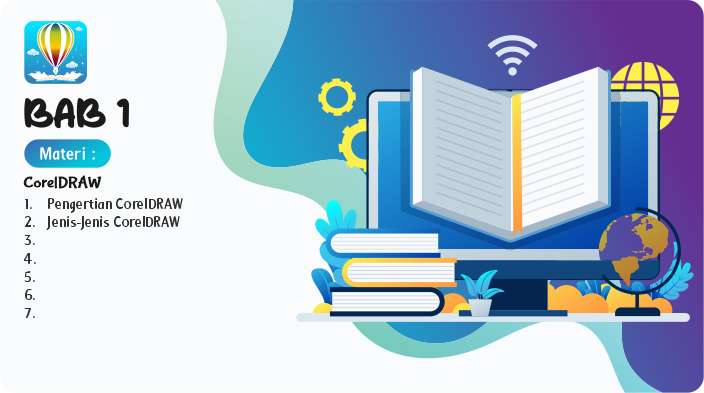 BAB 1
Materi :
CorelDRAW
1. Pengertian CorelDRAW
2. Jenis-Jenis CorelDRAW
3.
4.
5.
6.
7.